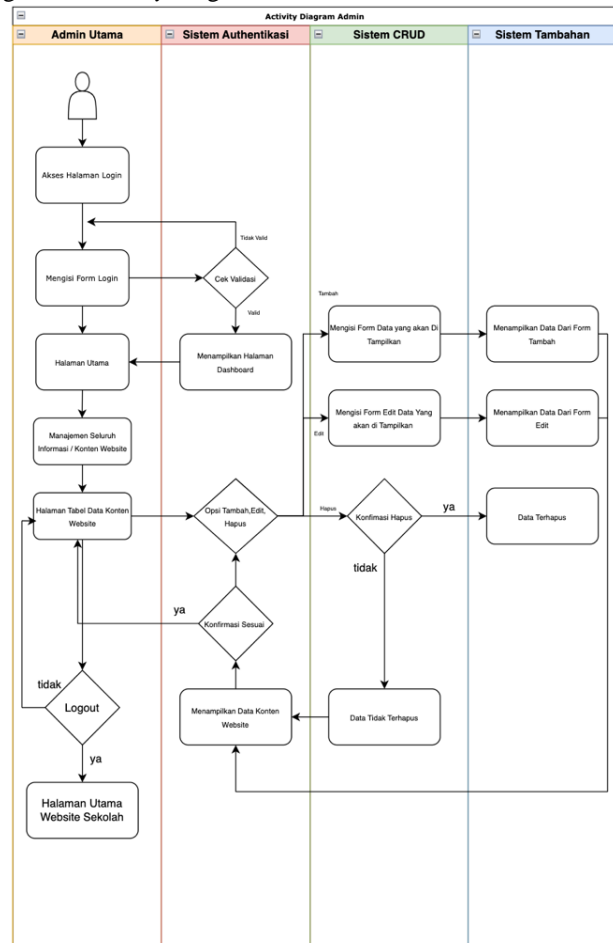 Activity Diagram Admin
Admin Utama
Sistem Authentikasi
Sistem CRUD
Sistem Tambahan
Akses Halaman Login
Tidak Valid
Mengisi Form Login
Cek Validasi
Valid
Tambah
Mengisi Form Data yang akan Di
Tampilkan
Menampilkan Data Dari Form
Tambah
Halaman Utama
Menampilkan Halaman
Dashboard
Mengisi Form Edit Data Yang
akan di Tampilkan
Menampilkan Data Dari Form
Edit
Edit
Manajemen Seluruh
Informasi / Konten Website
Halaman Tabel Data Konten
Website
Opsi Tambah,Edit,
Hapus
Hapus
Konfimasi Hapus
ya
Data Terhapus
tidak
ya
Konfirmasi Sesuai
tidak
Logout
Menampilkan Data Konten
Website
Data Tidak Terhapus
ya
Halaman Utama
Website Sekolah